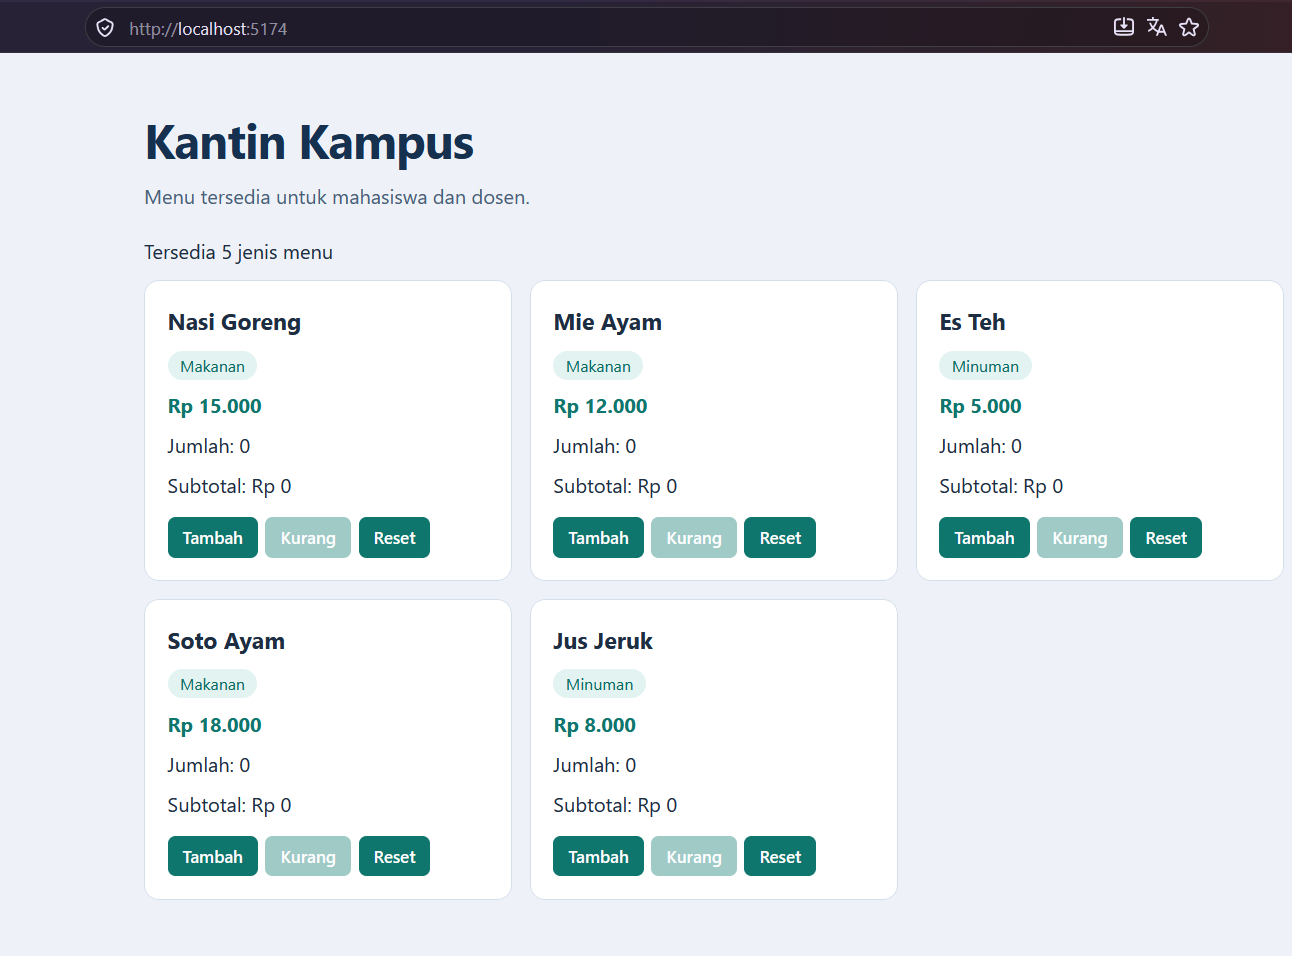 http://localhost:5174
Kantin Kampus
Menu tersedia untuk mahasiswa dan dosen.
Tersedia 5 jenis menu
Nasi Goreng
Makanan
Rp 15.000
Jumlah: 0
Subtotal: Rp 0
Tambah Kurang Reset
Mie Ayam
Makanan
Rp 12.000
Jumlah: 0
Subtotal: Rp 0
Tambah Kurang Reset
Es Teh
Minuman
Rp 5.000
Jumlah: 0
Subtotal: Rp 0
Tambah Kurang Reset
Soto Ayam
Makanan
Rp 18.000
Jumlah: 0
Subtotal: Rp 0
Tambah Kurang Reset
Jus Jeruk
Minuman
Rp 8.000
Jumlah: 0
Subtotal: Rp 0
Tambah Kurang Reset